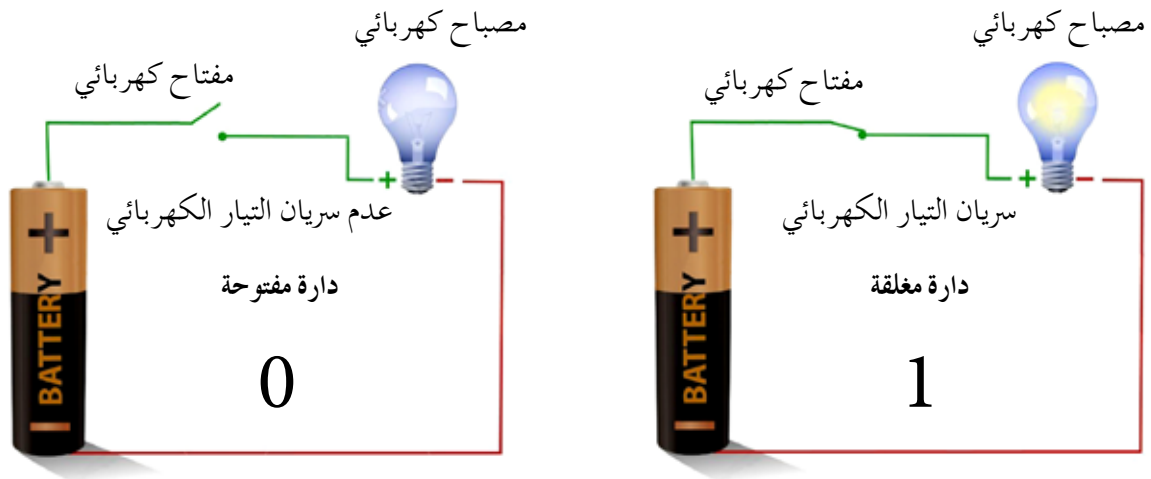 مصباح كهربائي
مفتاح كهربائي
+
-
عدم سريان التيار الكهربائي
دارة مفتوحة
0
+
BATTERY
مصباح كهربائي
مفتاح كهربائي
+
-
سريان التيار الكهربائي
دارة مغلقة
1
+
BATTERY